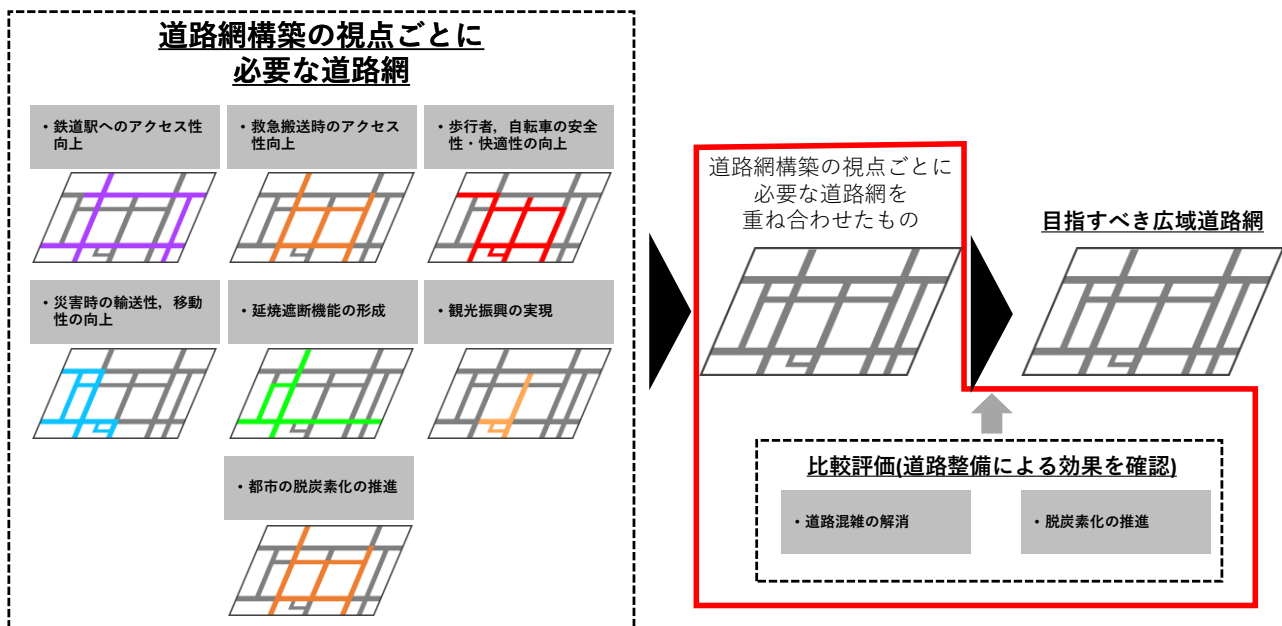 道路網構築の視点ごとに
必要な道路網
・鉄道駅へのアクセス性
向上
・救急搬送時のアクセス
性向上
・歩行者，自転車の安全
性・快適性の向上
・災害時の輸送性，移動
性の向上
・延焼遮断機能の形成
・観光振興の実現
・都市の脱炭素化の推進
道路網構築の視点ごとに
必要な道路網を
重ね合わせたもの
目指すべき広域道路網
比較評価(道路整備による効果を確認)
・道路混雑の解消
・脱炭素化の推進